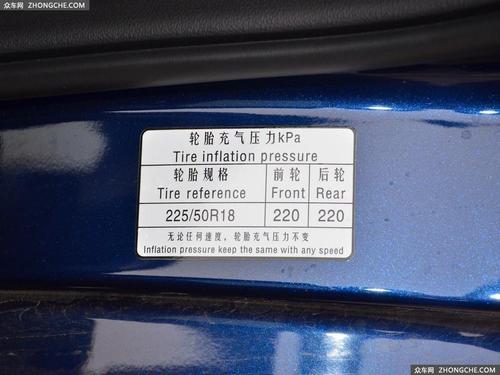 众车网 ZHONGCHE.COM
轮胎充气压力kPa
Tire inflation pressure
轮胎规格 前轮 后轮
Tire reference Front Rear
225/50R18 220 220
无论任何速度，轮胎充气压力不变
Inflation pressure keep the same with any speed
众车网 ZHONGCHE.COM